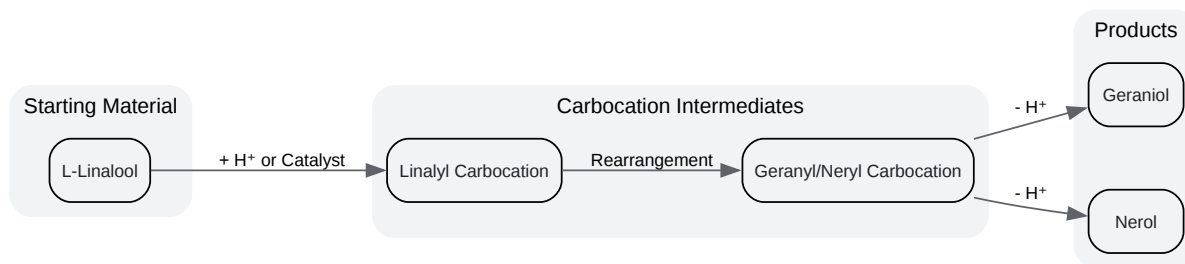 Products
Starting Material
Carbocation Intermediates
Geraniol
- H⁺
+ H⁺ or Catalyst
Rearrangement
L-Linalool
Linalyl Carbocation
Geranyl/Neryl Carbocation
- H⁺
Nerol